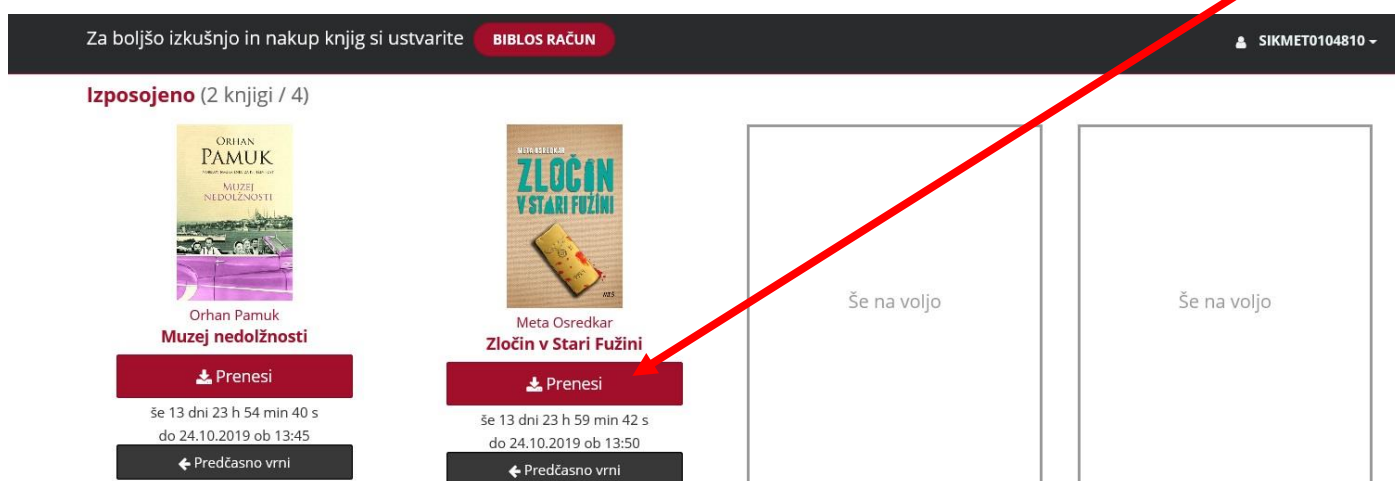 Za boljšo izkušnjo in nakup knjig si ustvarite BIBLOS RAČUN
SIKMET0104810
Izposojeno (2 knjigi / 4)
ORHAN
PAMUK
MUZEJ
NEDOLŽNOSTI
Orhan Pamuk
Muzej nedolžnosti
Prenesi
še 13 dni 23 h 54 min 40 s
do 24.10.2019 ob 13:45
Predčasno vrni
META OSREDKAR
ZLOČIN
V STARI FUŽINI
Meta Osredkar
Zločin v Stari Fužini
Prenesi
še 13 dni 23 h 59 min 42 s
do 24.10.2019 ob 13:50
Predčasno vrni
Še na voljo
Še na voljo